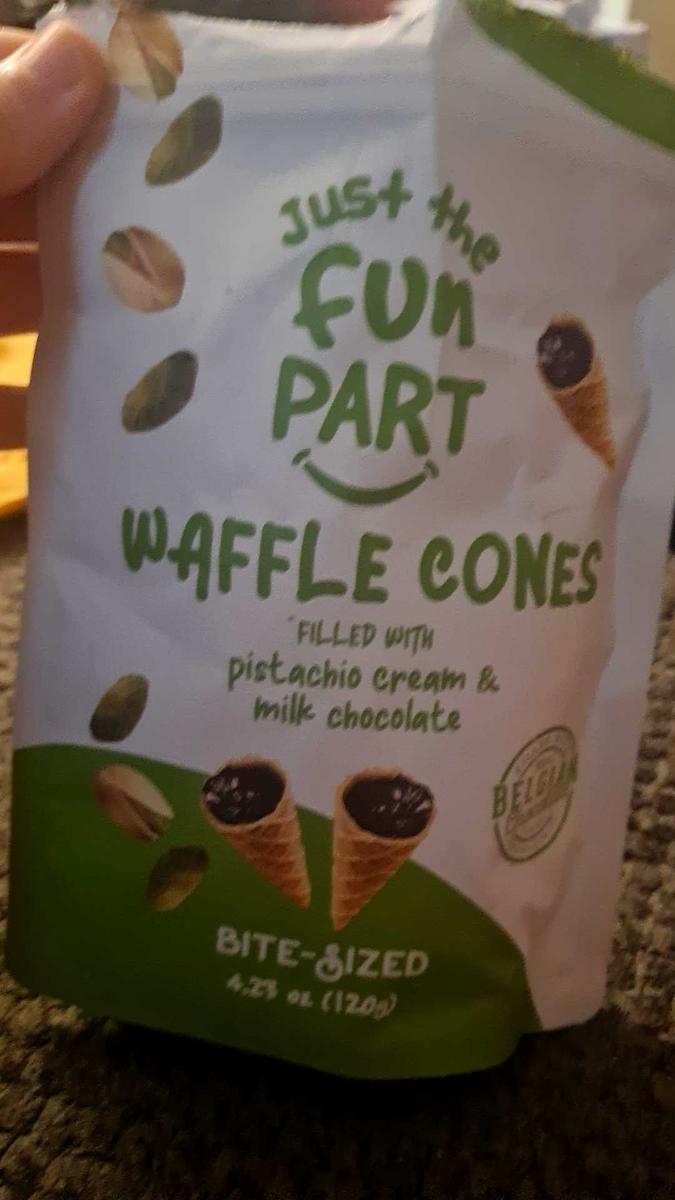 Just the
fun
PART
WAFFLE CONES
FILLED WITH
pistachio cream &
milk chocolate
BELGIAN
BITE-SIZED
4.23 oz (120g)